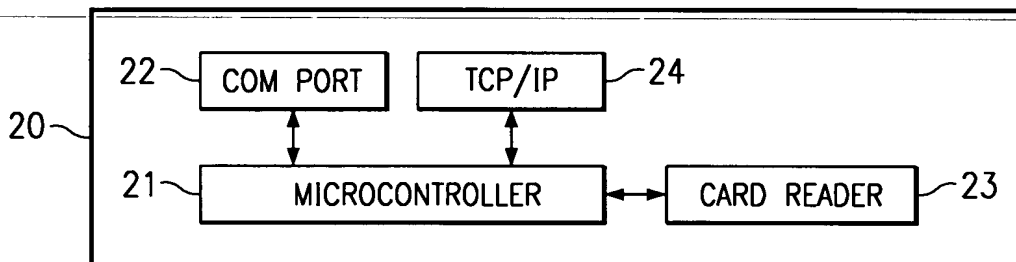 22 COM PORT TCP/IP 24
20
21 MICROCONTROLLER CARD READER 23